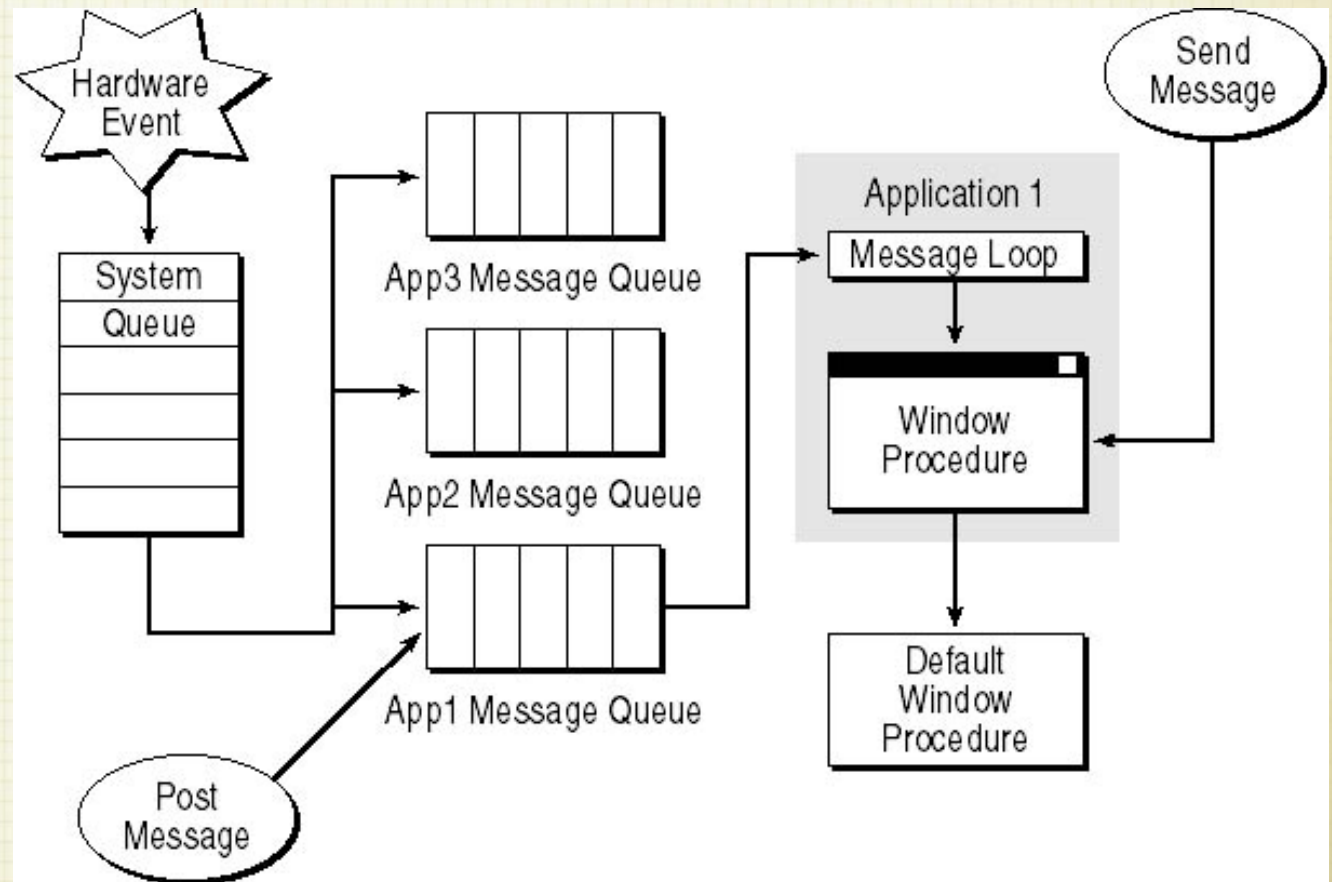 Hardware
Event
System
Queue
App3 Message Queue
App2 Message Queue
App1 Message Queue
Post
Message
Application 1
Message Loop
Window
Procedure
Default
Window
Procedure
Send
Message